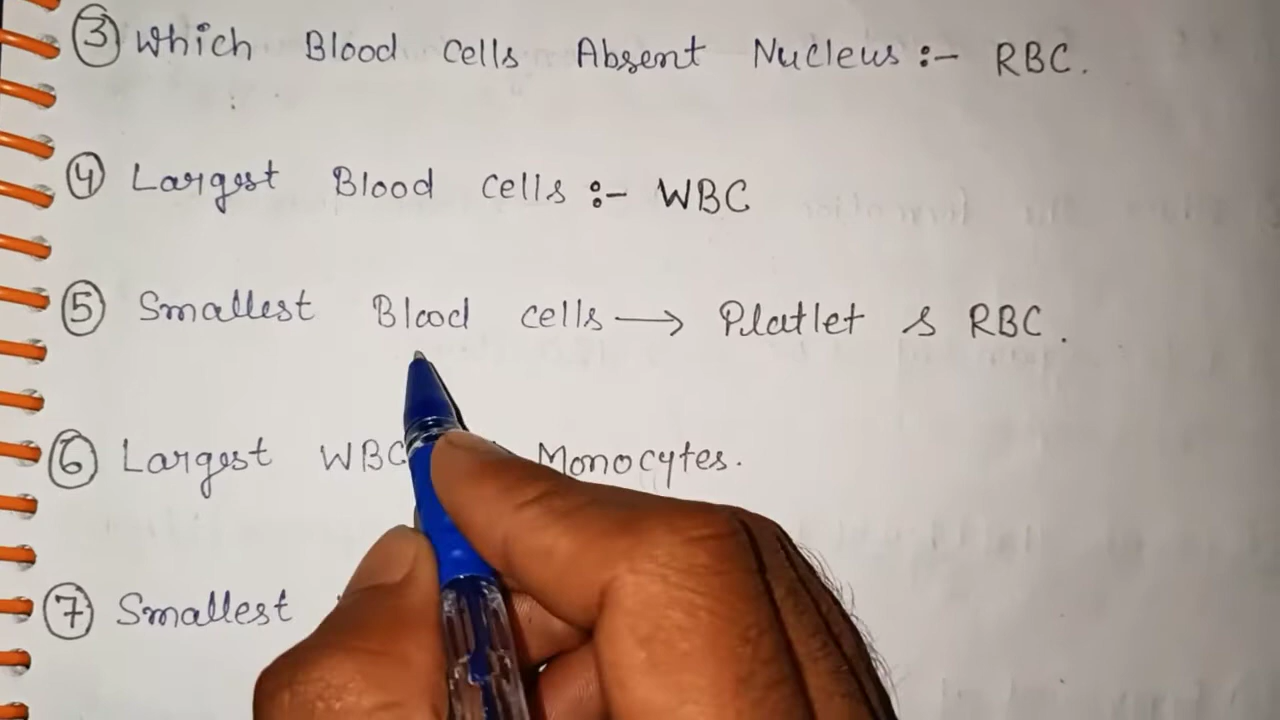 ③ Which Blood Cells Absent Nucleus :- RBC.
④ Largest Blood Cells :- WBC
⑤ Smallest Blood cells → Platlet & RBC.
⑥ Largest WBC Monocytes.
⑦ Smallest